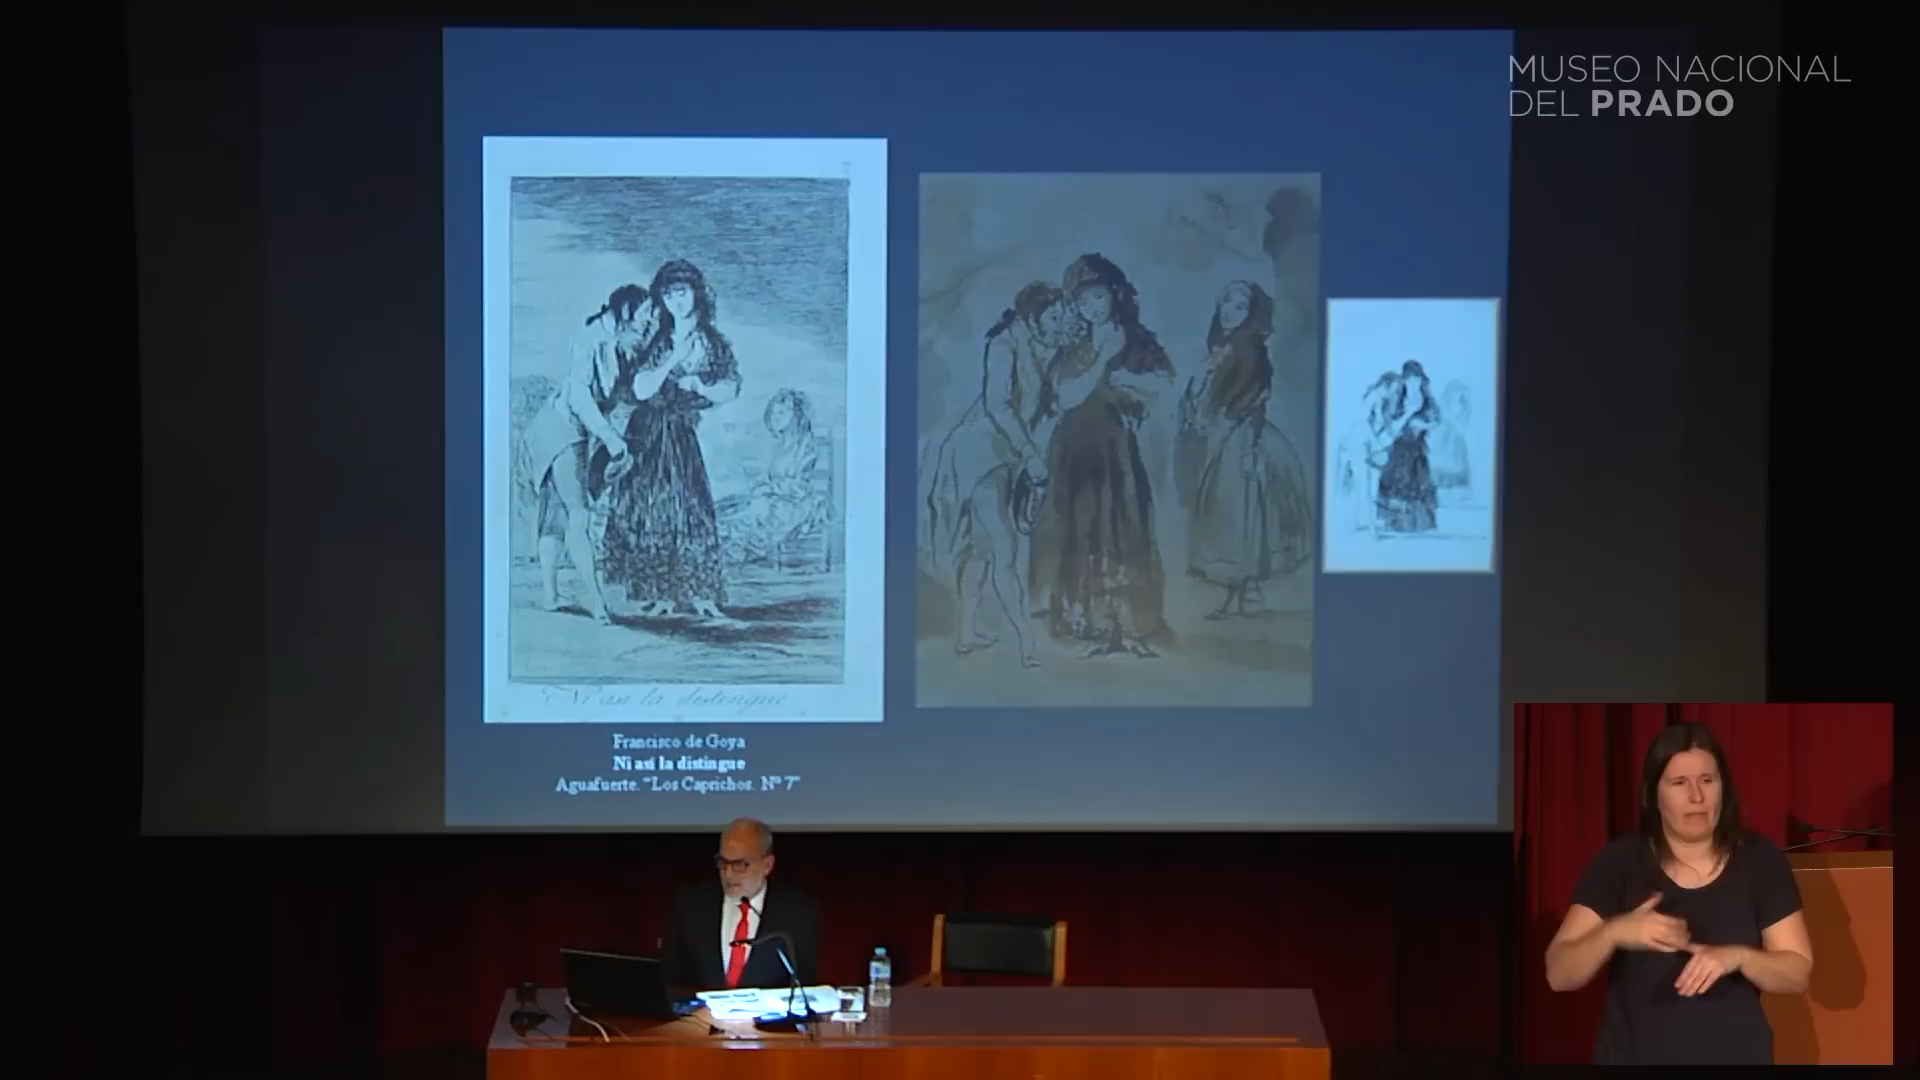 MUSEO NACIONAL
DEL PRADO
Ni asi la distingue
Francisco de Goya
Ni así la distingue
Aguafuerte. "Los Caprichos. Nº 7"